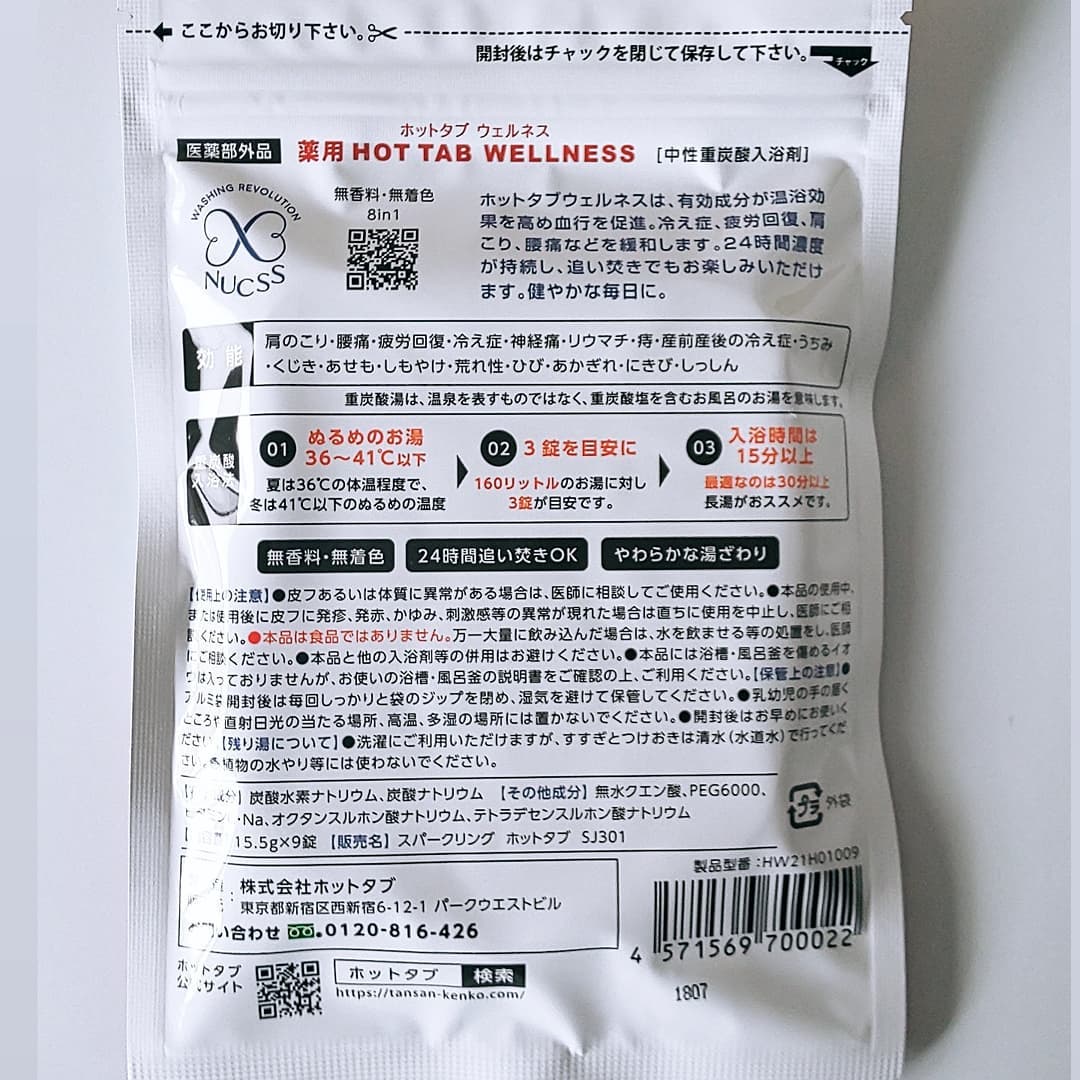 ここからお切り下さい。
開封後はチャックを閉じて保存して下さい。
チャック
ホットタブ ウェルネス
医薬部外品 薬用 HOT TAB WELLNESS [中性重炭酸入浴剤]
WASHING REVOLUTION
NUCSS
無香料・無着色
8in1
ホットタブウェルネスは、有効成分が温浴効
果を高め血行を促進。冷え症、疲労回復、肩
こり、腰痛などを緩和します。24時間濃度
が持続し、追い焚きでもお楽しみいただけ
ます。健やかな毎日に。
効能
肩のこり・腰痛・疲労回復・冷え症・神経痛・リウマチ・痔・産前産後の冷え症・うちみ
・くじき・あせも・しもやけ・荒れ性・ひび・あかぎれ・にきび・しっしん
重炭酸湯は、温泉を表すものではなく、重炭酸塩を含むお風呂のお湯を意味します。
重炭酸
入浴法
01 ぬるめのお湯
36～41℃以下
夏は36℃の体温程度で、
冬は41℃以下のぬるめの温度
02 3錠を目安に
160リットルのお湯に対し
3錠が目安です。
03 入浴時間は
15分以上
最適なのは30分以上
長湯がおススメです。
無香料・無着色 24時間追い焚きOK やわらかな湯ざわり
【使用上の注意】●皮フあるいは体質に異常がある場合は、医師に相談してご使用ください。●本品の使用中、
または使用後に皮フに発疹、発赤、かゆみ、刺激感等の異常が現れた場合は直ちに使用を中止し、医師にご相
談ください。●本品は食品ではありません。万一大量に飲み込んだ場合は、水を飲ませる等の処置をし、医師
にご相談ください。●本品と他の入浴剤等の併用はお避けください。●本品には浴槽・風呂釜を傷めるイオ
ウは入っておりませんが、お使いの浴槽・風呂釜の説明書をご確認の上、ご利用ください。【保管上の注意】●
アルミ袋開封後は毎回しっかりと袋のジップを閉め、湿気を避けて保管してください。●乳幼児の手の届く
ところや直射日光の当たる場所、高温、多湿の場所には置かないでください。●開封後はお早めにお使いく
ださい。【残り湯について】●洗濯にご利用いただけますが、すすぎとつけおきは清水(水道水)で行ってくだ
さい。●植物の水やり等には使わないでください。
成分】炭酸水素ナトリウム、炭酸ナトリウム 【その他成分】無水クエン酸、PEG6000、
・Na、オクタンスルホン酸ナトリウム、テトラデセンスルホン酸ナトリウム
15.5g×9錠 【販売名】スパークリング ホットタブ SJ301
プラ 外袋
製品型番：HW21H01009
株式会社ホットタブ
東京都新宿区西新宿6-12-1 パークウエストビル
お問い合わせ 0120-816-426
4 571569 700022
ホットタブ
公式サイト
ホットタブ 検索
https://tansan-kenko.com/
1807